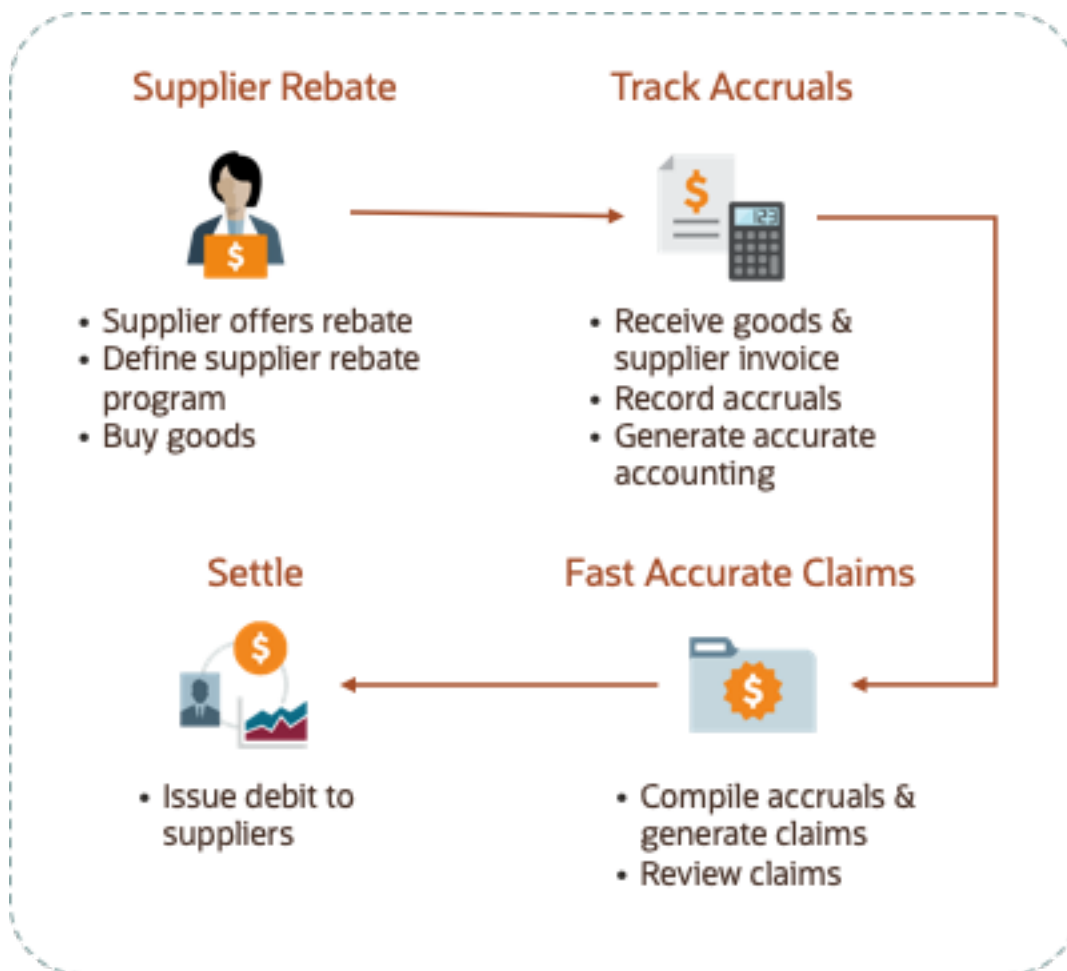 Supplier Rebate
$
• Supplier offers rebate
• Define supplier rebate
program
• Buy goods
Track Accruals
$
123
• Receive goods &
supplier invoice
• Record accruals
• Generate accurate
accounting
Fast Accurate Claims
$
• Compile accruals &
generate claims
• Review claims
Settle
$
• Issue debit to
suppliers